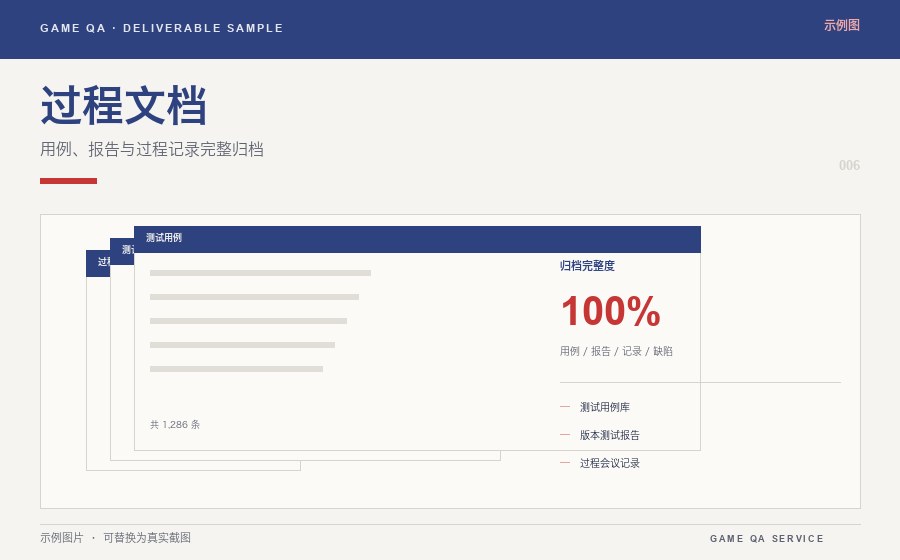 GAME QA · DELIVERABLE SAMPLE
示例图
过程文档
用例、报告与过程记录完整归档
006
测试用例
测
过
归档完整度
100%
用例 / 报告 / 记录 / 缺陷
测试用例库
版本测试报告
过程会议记录
共 1,286 条
示例图片 · 可替换为真实截图
GAME QA SERVICE